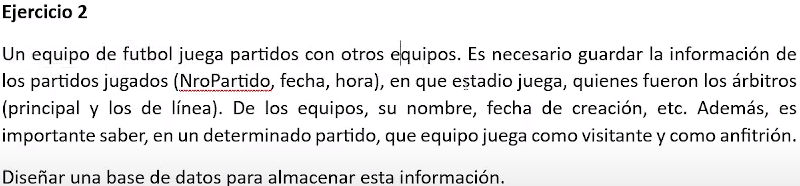 Ejercicio 2
Un equipo de futbol juega partidos con otros equipos. Es necesario guardar la información de
los partidos jugados (NroPartido, fecha, hora), en que estadio juega, quienes fueron los árbitros
(principal y los de línea). De los equipos, su nombre, fecha de creación, etc. Además, es
importante saber, en un determinado partido, que equipo juega como visitante y como anfitrión.
Diseñar una base de datos para almacenar esta información.